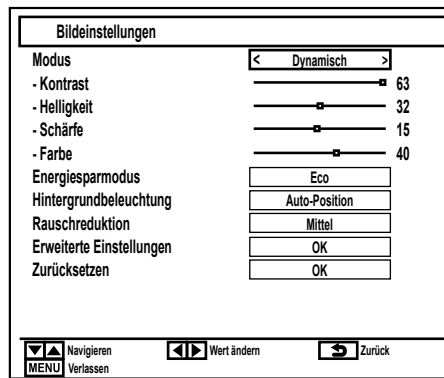 Bildeinstellungen
Modus < Dynamisch >
- Kontrast 63
- Helligkeit 32
- Schärfe 15
- Farbe 40
Energiesparmodus Eco
Hintergrundbeleuchtung Auto-Position
Rauschreduktion Mittel
Erweiterte Einstellungen OK
Zurücksetzen OK
Navigieren Wert ändern Zurück
MENU Verlassen